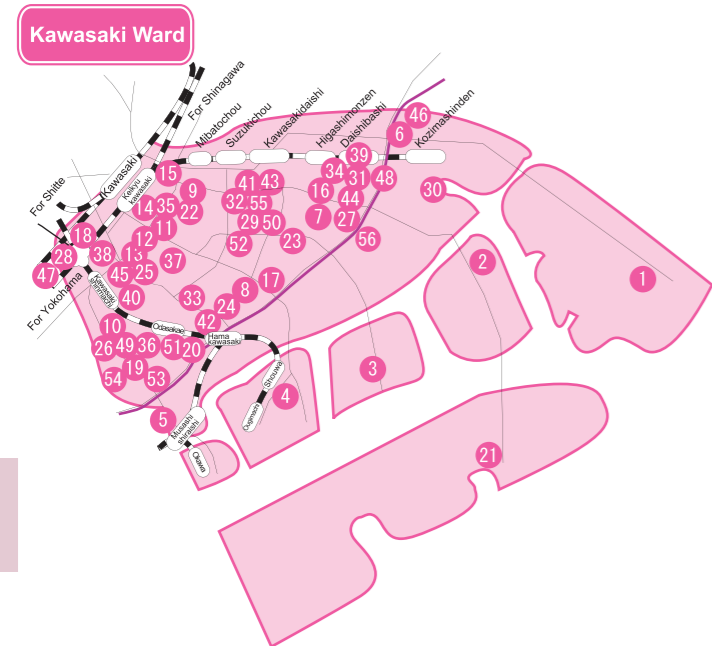 Kawasaki Ward
For Shinagawa
Mibatochou
Suzukichou
Kawasakidaishi
Higashimonzen
Daishibashi
Kozimashinden
46
6
39
15
Kawasaki
Keikyu
kawasaki
For Shitte
9
41
43
34
31
48
16
30
14
35
22
32
55
44
7
27
29
50
18
11
12
52
23
56
28
38
13
47
45
25
37
2
1
For Yokohama
Kawasaki
shinmachi
40
33
8
17
24
10
Odasakae
42
Hama
kawasaki
26
49
36
51
20
19
54
53
3
Shouwa
4
Ougimachi
5
Musashi
shiraishi
Okawa
21